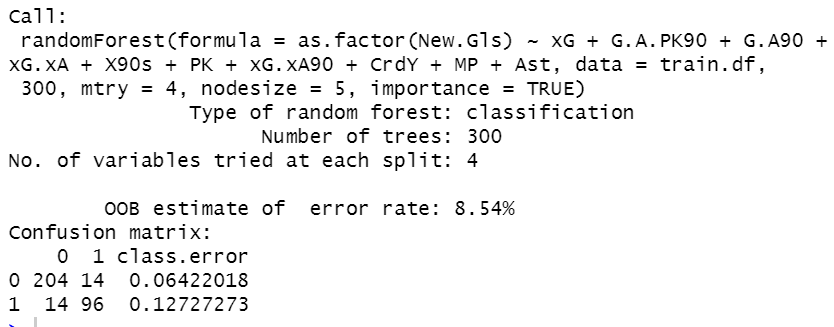 Call:
 randomForest(formula = as.factor(New.Gls) ~ xG + G.A.PK90 + G.A90 +
xG.xA + X90s + PK + xG.xA90 + CrdY + MP + Ast, data = train.df,
 300, mtry = 4, nodesize = 5, importance = TRUE)
               Type of random forest: classification
                     Number of trees: 300
No. of variables tried at each split: 4

        OOB estimate of  error rate: 8.54%
Confusion matrix:
    0  1 class.error
0 204 14  0.06422018
1  14 96  0.12727273
>